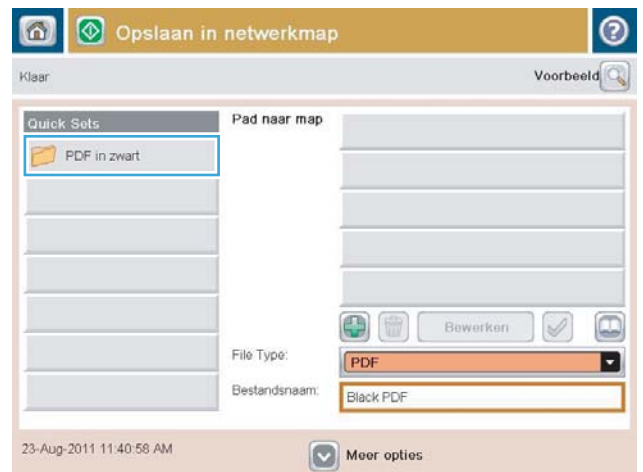 Opslaan in netwerkmap
Klaar
Voorbeeld
Quick Sets
PDF in zwart
Pad naar map
Bewerken
File Type:
PDF
Bestandsnaam:
Black PDF
23-Aug-2011 11:40:58 AM
Meer opties